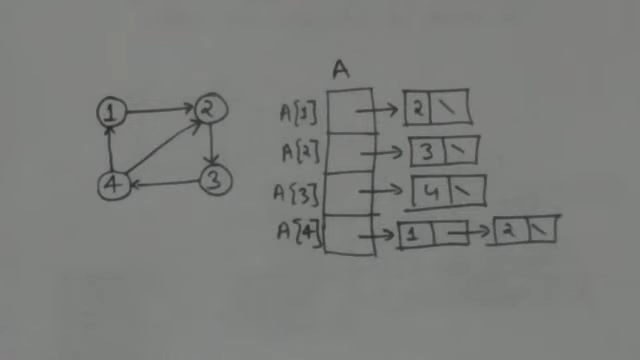 A
1 2 A[1] 2 \
A[2] 3 \
4 3 A[3] 4 \
A[4] 1 2 \